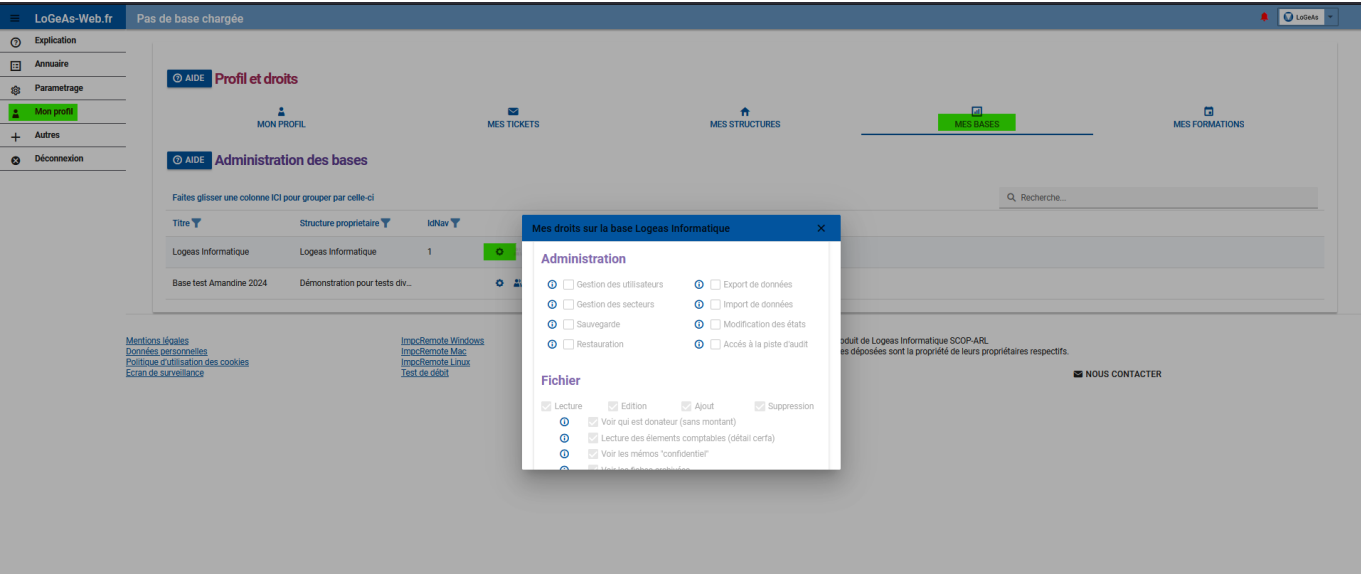 LoGeAs-Web.fr
Pas de base chargée
LoGeAs
Explication
Annuaire
Parametrage
Mon profil
Autres
Déconnexion
AIDE Profil et droits
MON PROFIL
MES TICKETS
MES STRUCTURES
MES BASES
MES FORMATIONS
AIDE Administration des bases
Faites glisser une colonne ICI pour grouper par celle-ci
Recherche...
Titre
Structure proprietaire
IdNav
Logeas Informatique
Logeas Informatique
1
Base test Amandine 2024
Démonstration pour tests div...
Mes droits sur la base Logeas Informatique
Administration
Gestion des utilisateurs
Export de données
Gestion des secteurs
Import de données
Sauvegarde
Modification des états
Restauration
Accés à la piste d'audit
Fichier
Lecture
Edition
Ajout
Suppression
Voir qui est donateur (sans montant)
Lecture des élements comptables (détail cerfa)
Voir les mémos "confidentiel"
Voir les fiches archivées
Mentions légales
Données personnelles
Politique d'utilisation des cookies
Ecran de surveillance
ImpcRemote Windows
ImpcRemote Mac
ImpcRemote Linux
Test de débit
oduit de Logeas Informatique SCOP-ARL
es déposées sont la propriété de leurs propriétaires respectifs.
NOUS CONTACTER